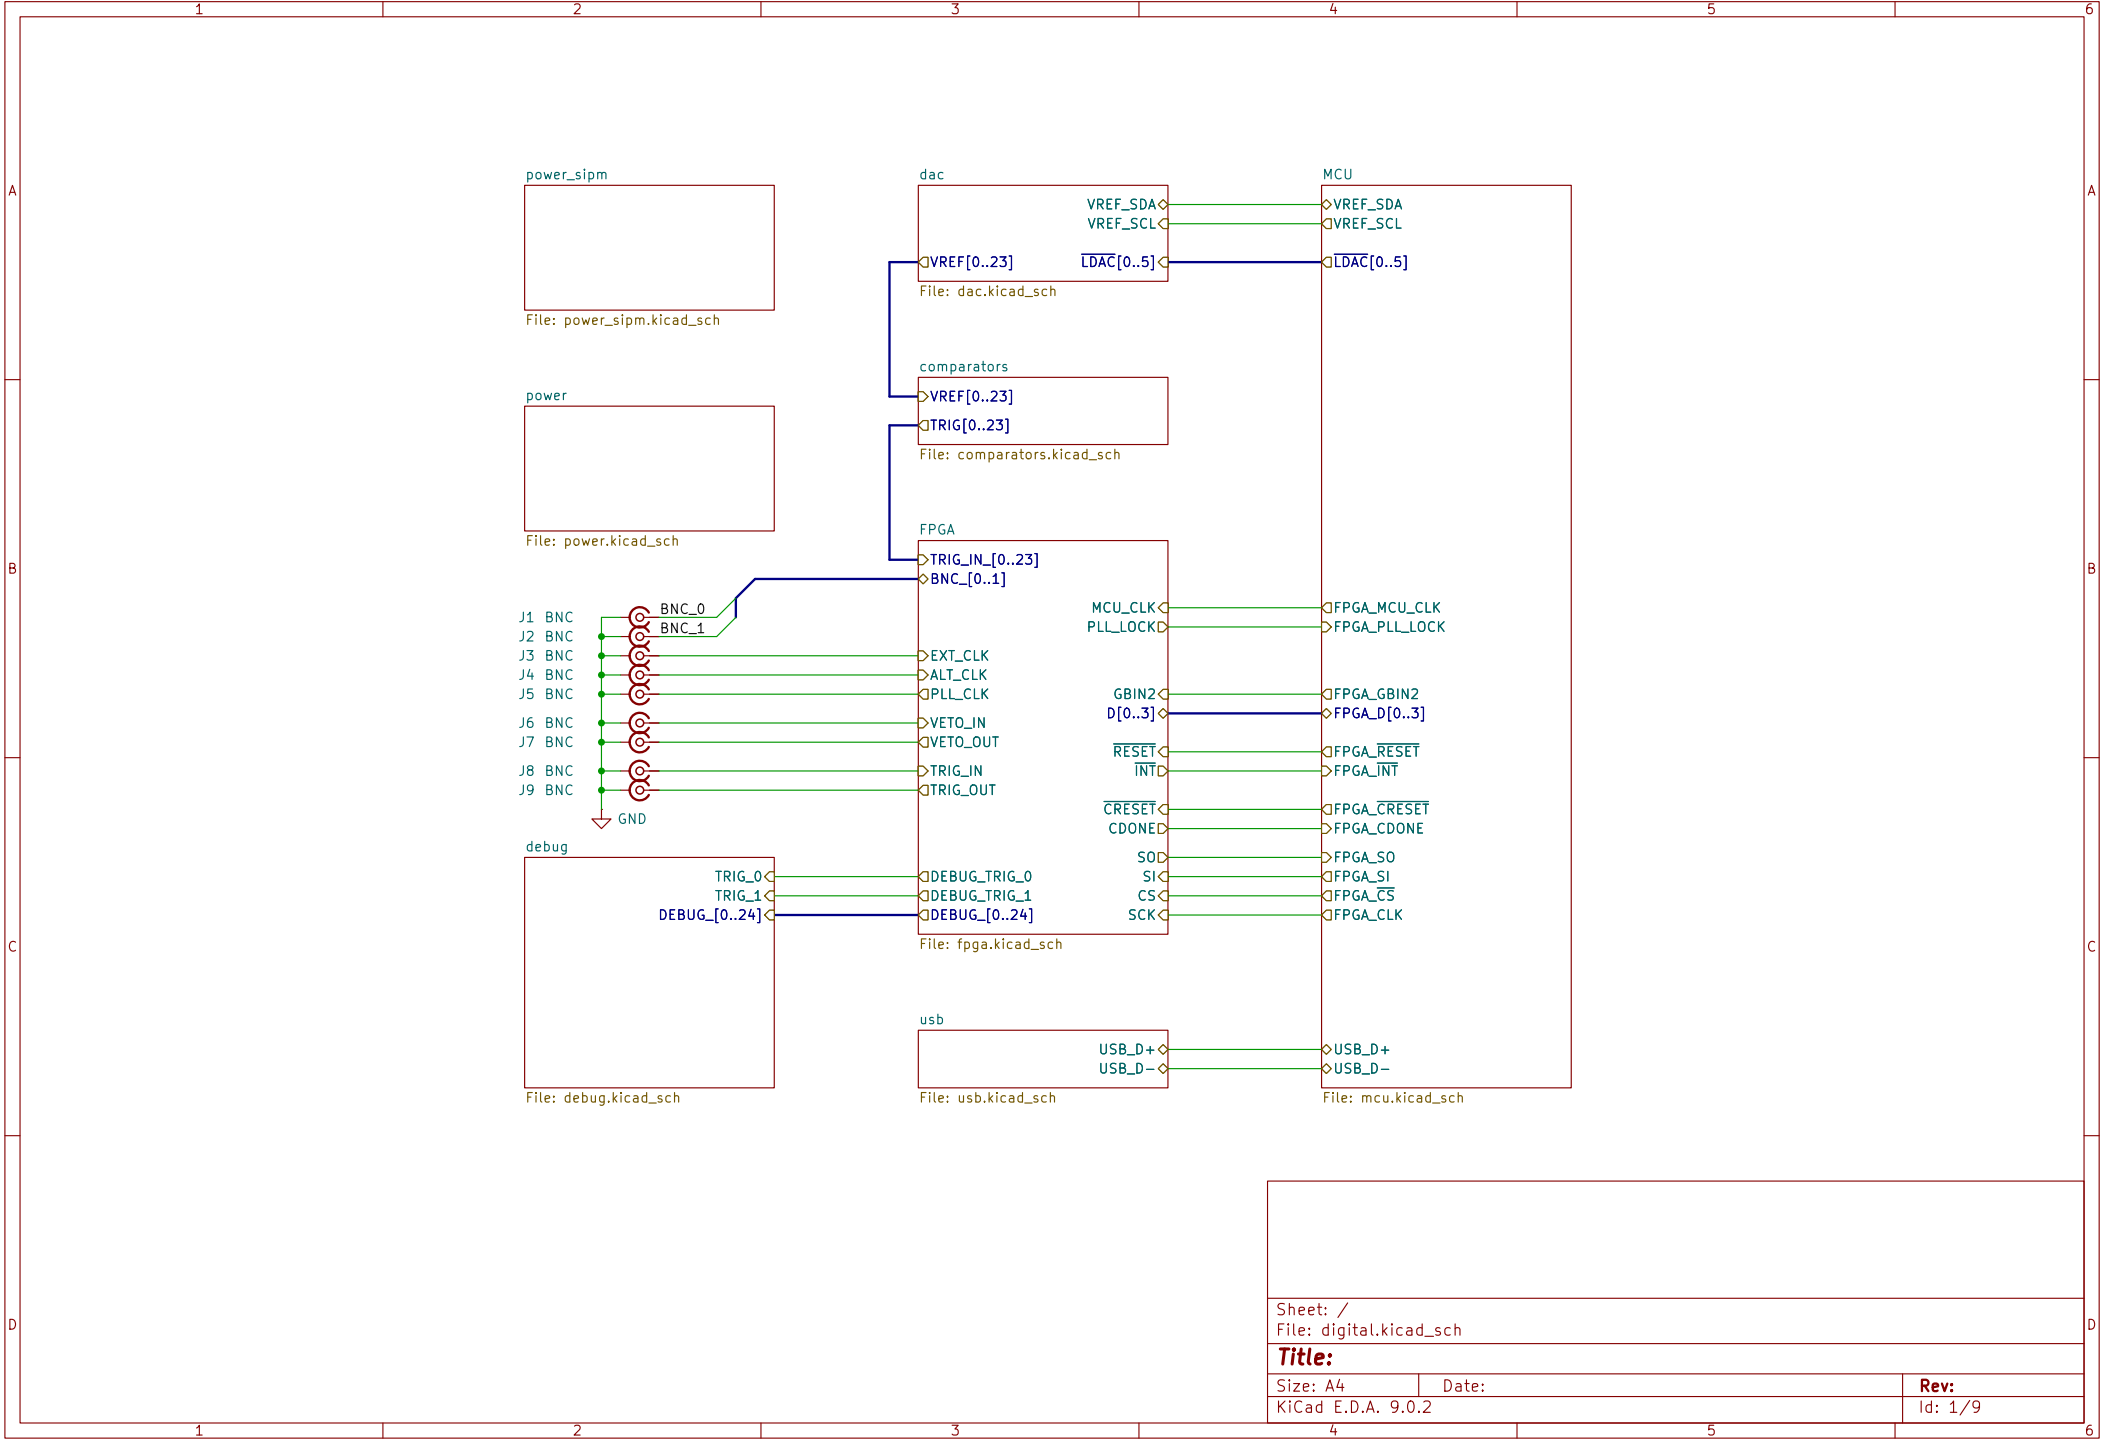 1 2 3 4 5 6
A A
B B
C C
D D
power_sipm
File: power_sipm.kicad_sch
power
File: power.kicad_sch
J1 BNC
BNC_0
J2 BNC
BNC_1
J3 BNC
J4 BNC
J5 BNC
J6 BNC
J7 BNC
J8 BNC
J9 BNC
GND
debug
TRIG_0
TRIG_1
DEBUG_[0..24]
File: debug.kicad_sch
dac
VREF_SDA
VREF_SCL
VREF[0..23] LDAC[0..5]
File: dac.kicad_sch
comparators
VREF[0..23]
TRIG[0..23]
File: comparators.kicad_sch
FPGA
TRIG_IN_[0..23]
BNC_[0..1]
MCU_CLK
PLL_LOCK
EXT_CLK
ALT_CLK
PLL_CLK GBIN2
D[0..3]
VETO_IN
VETO_OUT
RESET
TRIG_IN INT
TRIG_OUT
CRESET
CDONE
SO
DEBUG_TRIG_0 SI
DEBUG_TRIG_1 CS
DEBUG_[0..24] SCK
File: fpga.kicad_sch
usb
USB_D+
USB_D-
File: usb.kicad_sch
MCU
VREF_SDA
VREF_SCL
LDAC[0..5]
FPGA_MCU_CLK
FPGA_PLL_LOCK
FPGA_GBIN2
FPGA_D[0..3]
FPGA_RESET
FPGA_INT
FPGA_CRESET
FPGA_CDONE
FPGA_SO
FPGA_SI
FPGA_CS
FPGA_CLK
USB_D+
USB_D-
File: mcu.kicad_sch
Sheet: /
File: digital.kicad_sch
Title:
Size: A4 Date: Rev:
KiCad E.D.A. 9.0.2 Id: 1/9
1 2 3 4 5 6